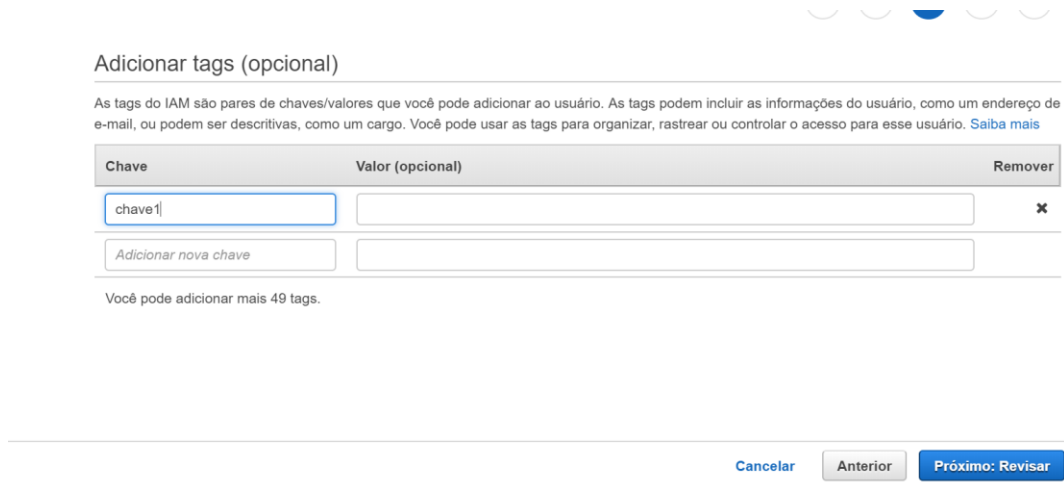 Adicionar tags (opcional)
As tags do IAM são pares de chaves/valores que você pode adicionar ao usuário. As tags podem incluir as informações do usuário, como um endereço de
e-mail, ou podem ser descritivas, como um cargo. Você pode usar as tags para organizar, rastrear ou controlar o acesso para esse usuário. Saiba mais
Chave Valor (opcional) Remover
chave1
Adicionar nova chave
Você pode adicionar mais 49 tags.
Cancelar Anterior Próximo: Revisar